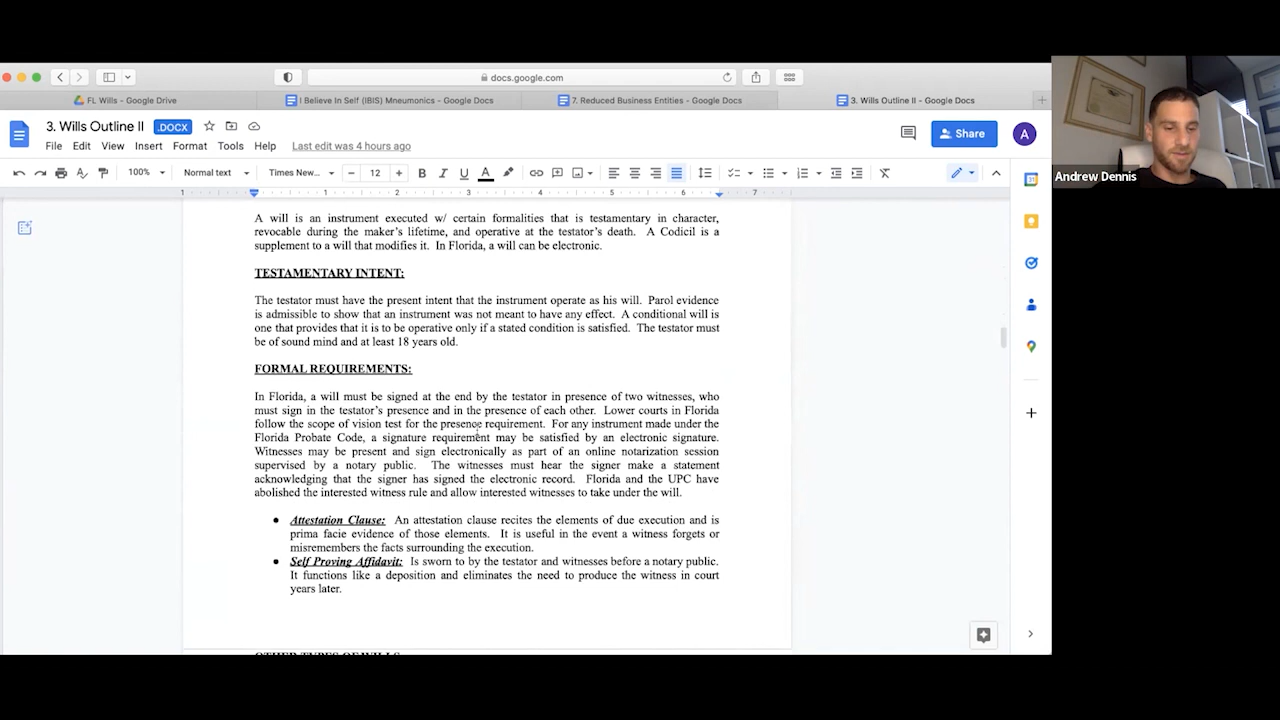 docs.google.com
FL Wills - Google Drive
I Believe In Self (IBIS) Mneumonics - Google Docs
7. Reduced Business Entities - Google Docs
3. Wills Outline II - Google Docs
3. Wills Outline II .DOCX
Share
A
File Edit View Insert Format Tools Help Last edit was 4 hours ago
100% Normal text Times New... 12 B I U A
1 1 2 3 4 5 6 7
A will is an instrument executed w/ certain formalities that is testamentary in character,
revocable during the maker's lifetime, and operative at the testator's death. A Codicil is a
supplement to a will that modifies it. In Florida, a will can be electronic.
TESTAMENTARY INTENT:
The testator must have the present intent that the instrument operate as his will. Parol evidence
is admissible to show that an instrument was not meant to have any effect. A conditional will is
one that provides that it is to be operative only if a stated condition is satisfied. The testator must
be of sound mind and at least 18 years old.
FORMAL REQUIREMENTS:
In Florida, a will must be signed at the end by the testator in presence of two witnesses, who
must sign in the testator's presence and in the presence of each other. Lower courts in Florida
follow the scope of vision test for the presence requirement. For any instrument made under the
Florida Probate Code, a signature requirement may be satisfied by an electronic signature.
Witnesses may be present and sign electronically as part of an online notarization session
supervised by a notary public. The witnesses must hear the signer make a statement
acknowledging that the signer has signed the electronic record. Florida and the UPC have
abolished the interested witness rule and allow interested witnesses to take under the will.
• Attestation Clause: An attestation clause recites the elements of due execution and is
prima facie evidence of those elements. It is useful in the event a witness forgets or
misremembers the facts surrounding the execution.
• Self Proving Affidavit: Is sworn to by the testator and witnesses before a notary public.
It functions like a deposition and eliminates the need to produce the witness in court
years later.
OTHER TYPES OF WILLS
Andrew Dennis